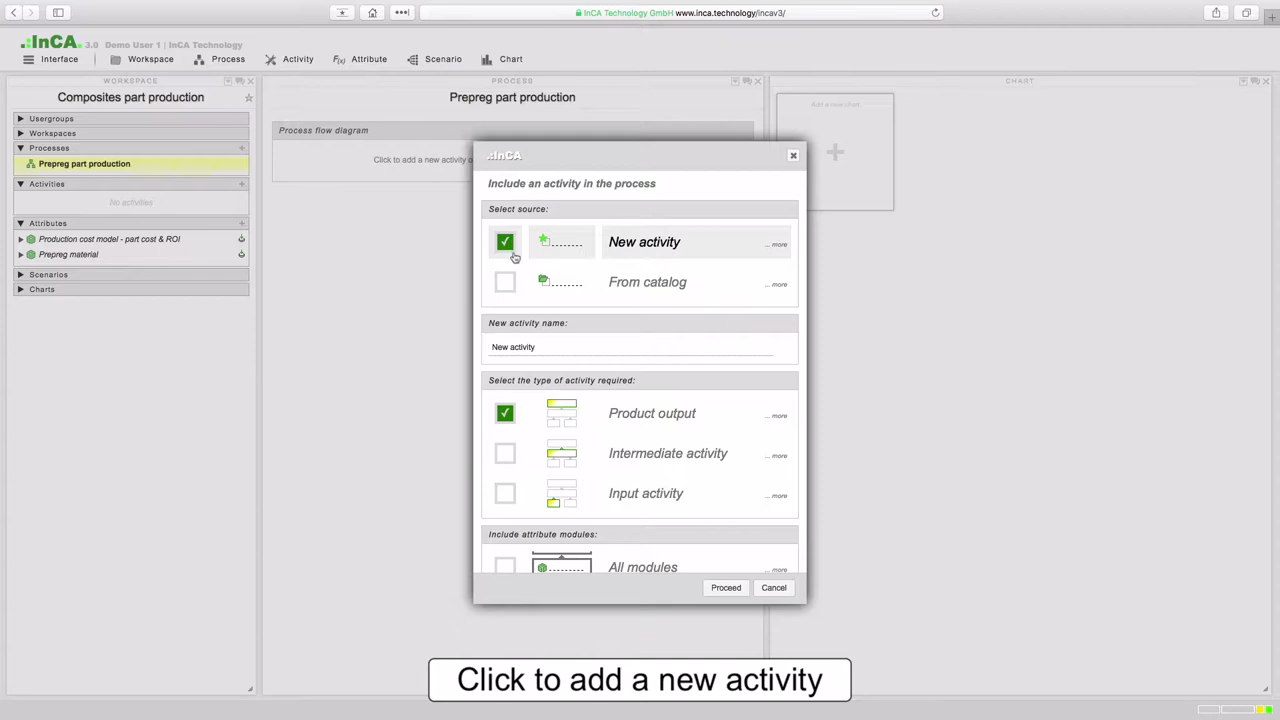 InCA Technology GmbH www.inca.technology/incav3/
.:InCA. 3.0 Demo User 1 | InCA Technology
Interface | Workspace Process Activity F(x) Attribute Scenario Chart
WORKSPACE
Composites part production
Usergroups
Workspaces
Processes +
Prepreg part production
Activities +
No activities
Attributes +
Production cost model - part cost & ROI
Prepreg material
Scenarios
Charts
PROCESS
Prepreg part production
Process flow diagram
Click to add a new activity o
CHART
Add a new chart
+
.:InCA
Include an activity in the process
Select source:
New activity ... more
From catalog ... more
New activity name:
New activity
Select the type of activity required:
Product output ... more
Intermediate activity ... more
Input activity ... more
Include attribute modules:
All modules ... more
Proceed Cancel
Click to add a new activity